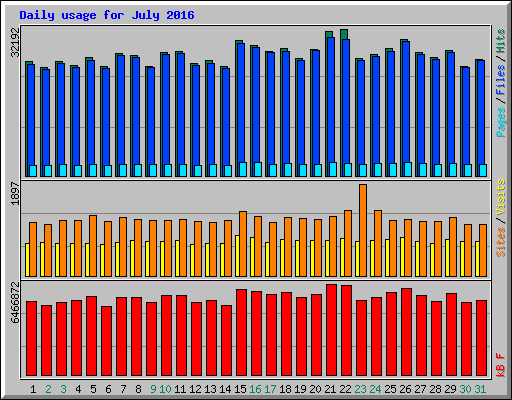 Daily usage for July 2016
32192
Pages / Files / Hits
1897
Sites / Visits
6466872
kB F
1 2 3 4 5 6 7 8 9 10 11 12 13 14 15 16 17 18 19 20 21 22 23 24 25 26 27 28 29 30 31